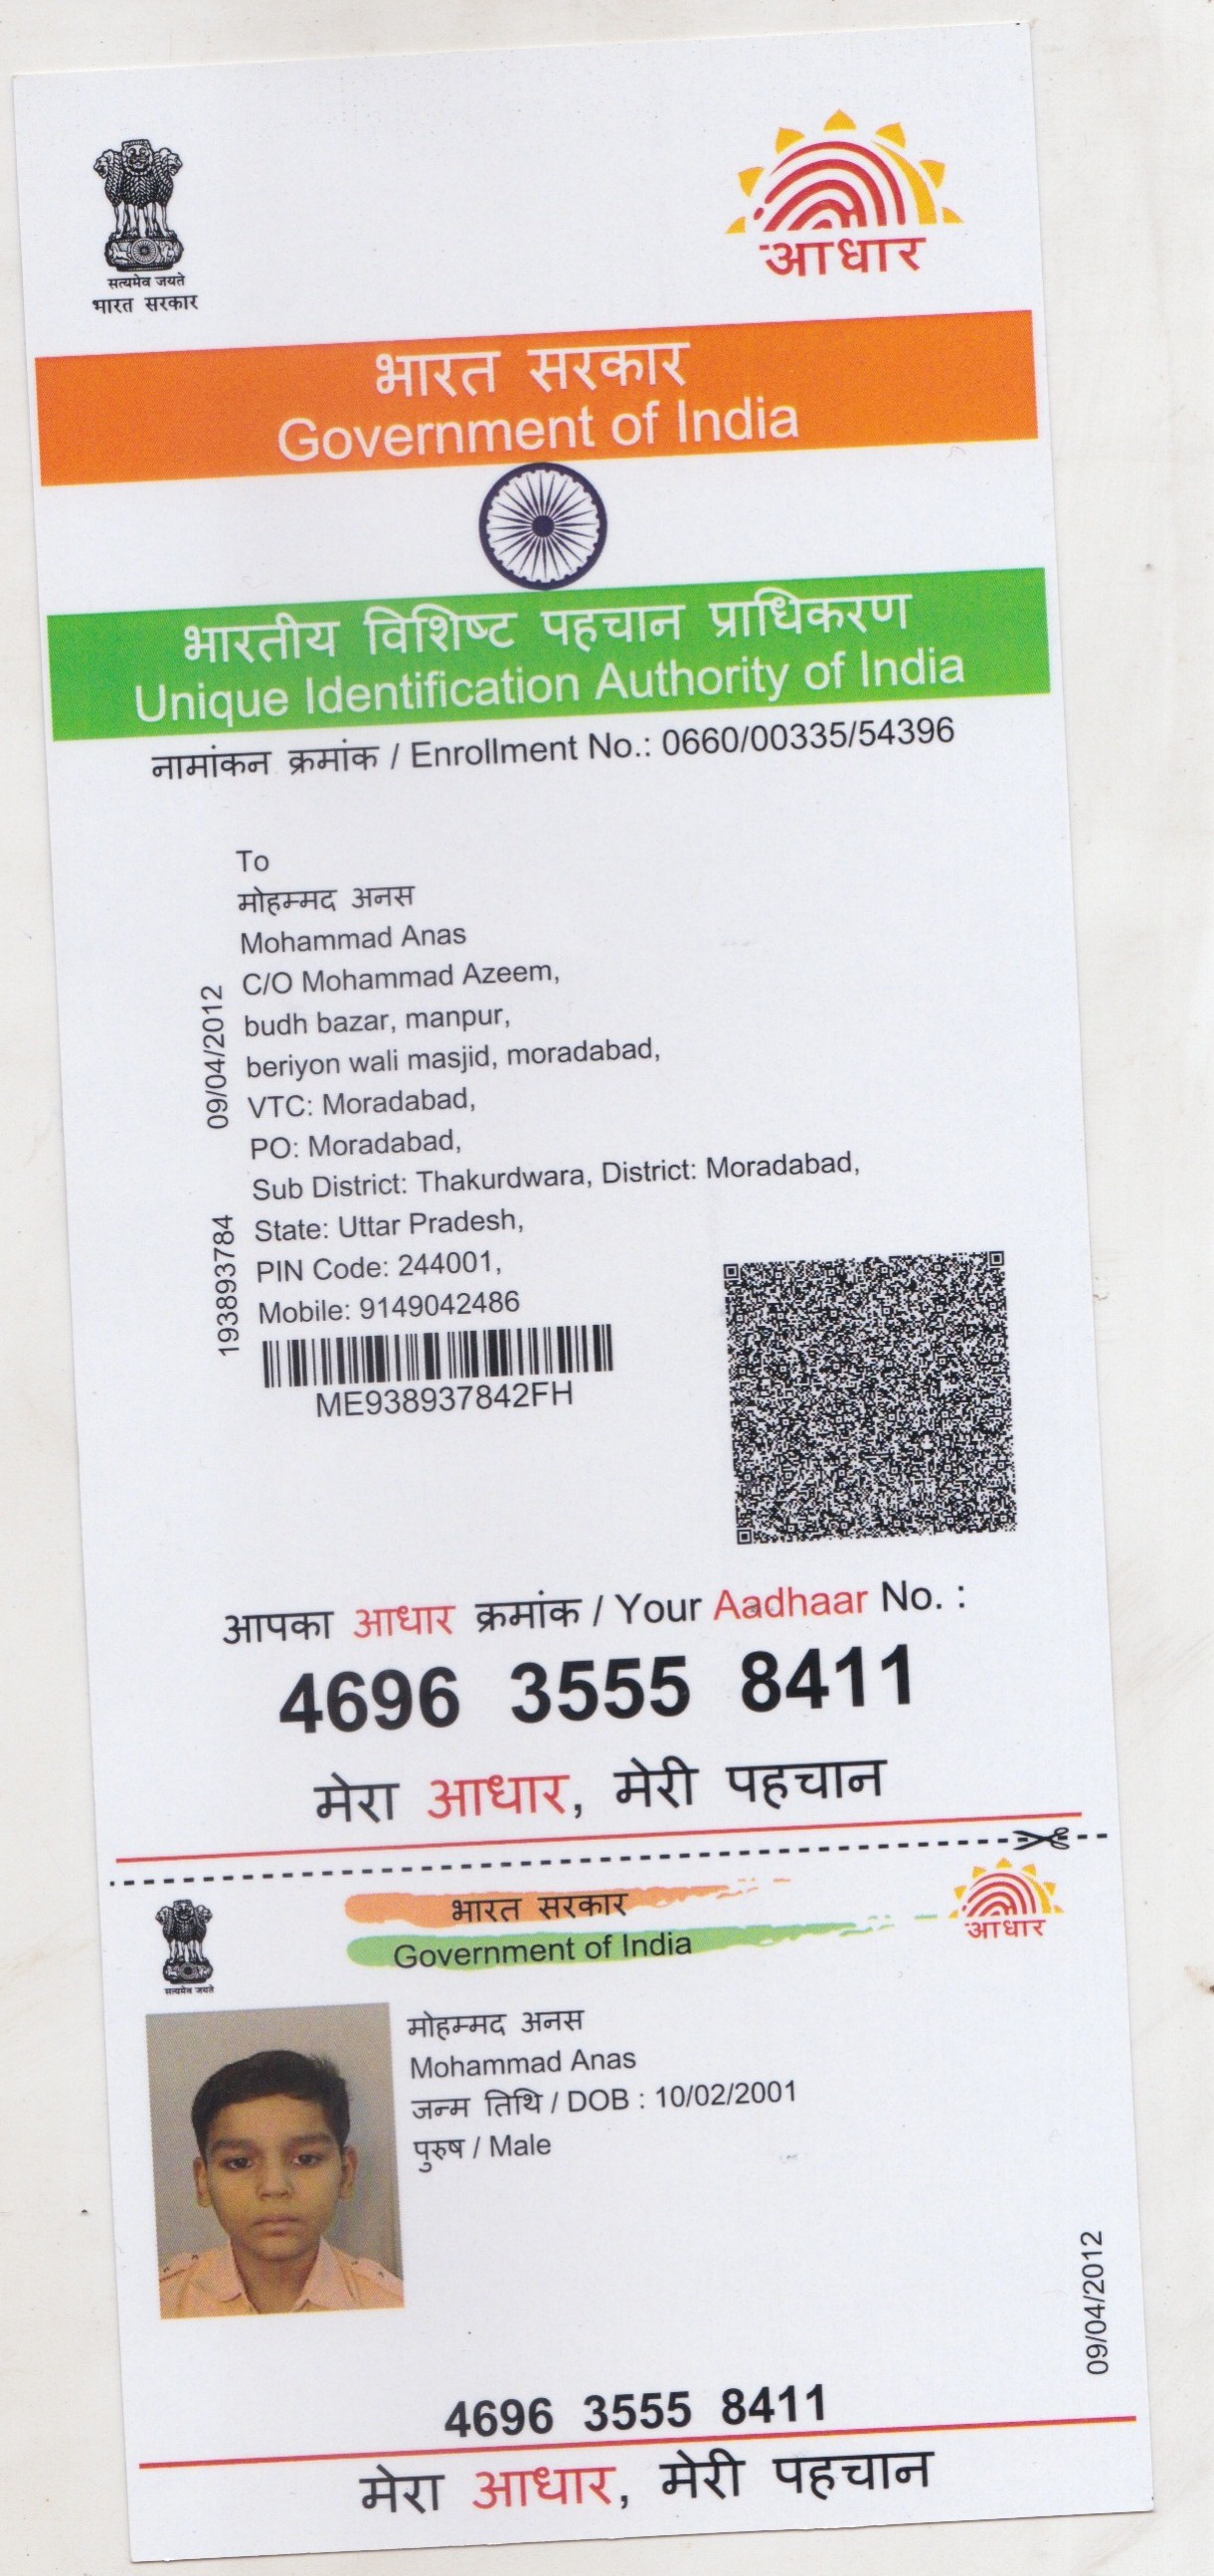 सत्यमेव जयते
भारत सरकार
आधार
भारत सरकार
Government of India
भारतीय विशिष्ट पहचान प्राधिकरण
Unique Identification Authority of India
नामांकन क्रमांक / Enrollment No.: 0660/00335/54396
To
मोहम्मद अनस
Mohammad Anas
C/O Mohammad Azeem,
budh bazar, manpur,
beriyon wali masjid, moradabad,
VTC: Moradabad,
PO: Moradabad,
Sub District: Thakurdwara, District: Moradabad,
State: Uttar Pradesh,
PIN Code: 244001,
Mobile: 9149042486
09/04/2012
193893784
ME938937842FH
आपका आधार क्रमांक / Your Aadhaar No. :
4696 3555 8411
मेरा आधार, मेरी पहचान
भारत सरकार
Government of India
सत्यमेव जयते
आधार
मोहम्मद अनस
Mohammad Anas
जन्म तिथि / DOB : 10/02/2001
पुरुष / Male
09/04/2012
4696 3555 8411
मेरा आधार, मेरी पहचान